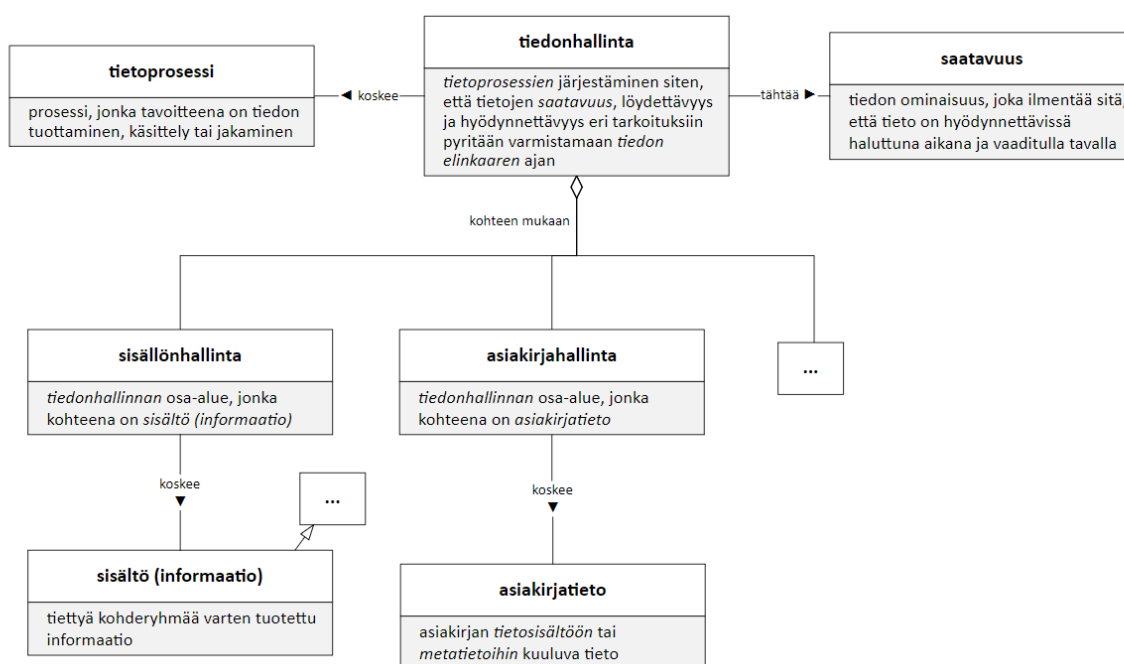 tiedonhallinta
tietoprosessien järjestäminen siten,
että tietojen saatavuus, löydettävyys
ja hyödynnettävyys eri tarkoituksiin
pyritään varmistamaan tiedon
elinkaaren ajan
◄ koskee
tietoprosessi
prosessi, jonka tavoitteena on tiedon
tuottaminen, käsittely tai jakaminen
tähtää ►
saatavuus
tiedon ominaisuus, joka ilmentää sitä,
että tieto on hyödynnettävissä
haluttuna aikana ja vaaditulla tavalla
kohteen mukaan
sisällönhallinta
tiedonhallinnan osa-alue, jonka
kohteena on sisältö (informaatio)
asiakirjahallinta
tiedonhallinnan osa-alue, jonka
kohteena on asiakirjatieto
...
koskee
▼
...
koskee
▼
sisältö (informaatio)
tiettyä kohderyhmää varten tuotettu
informaatio
asiakirjatieto
asiakirjan tietosisältöön tai
metatietoihin kuuluva tieto